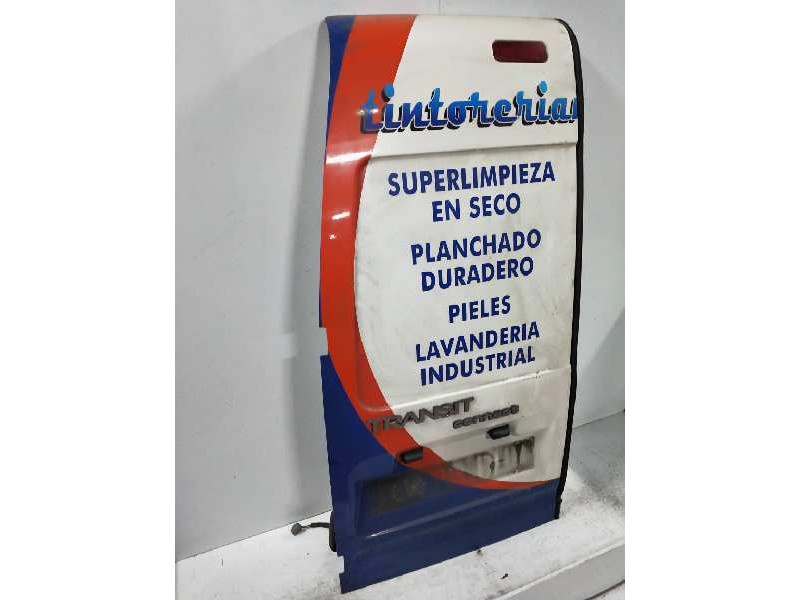 tintorerias
SUPERLIMPIEZA
EN SECO
PLANCHADO
DURADERO
PIELES
LAVANDERIA
INDUSTRIAL
TRANSIT
connect